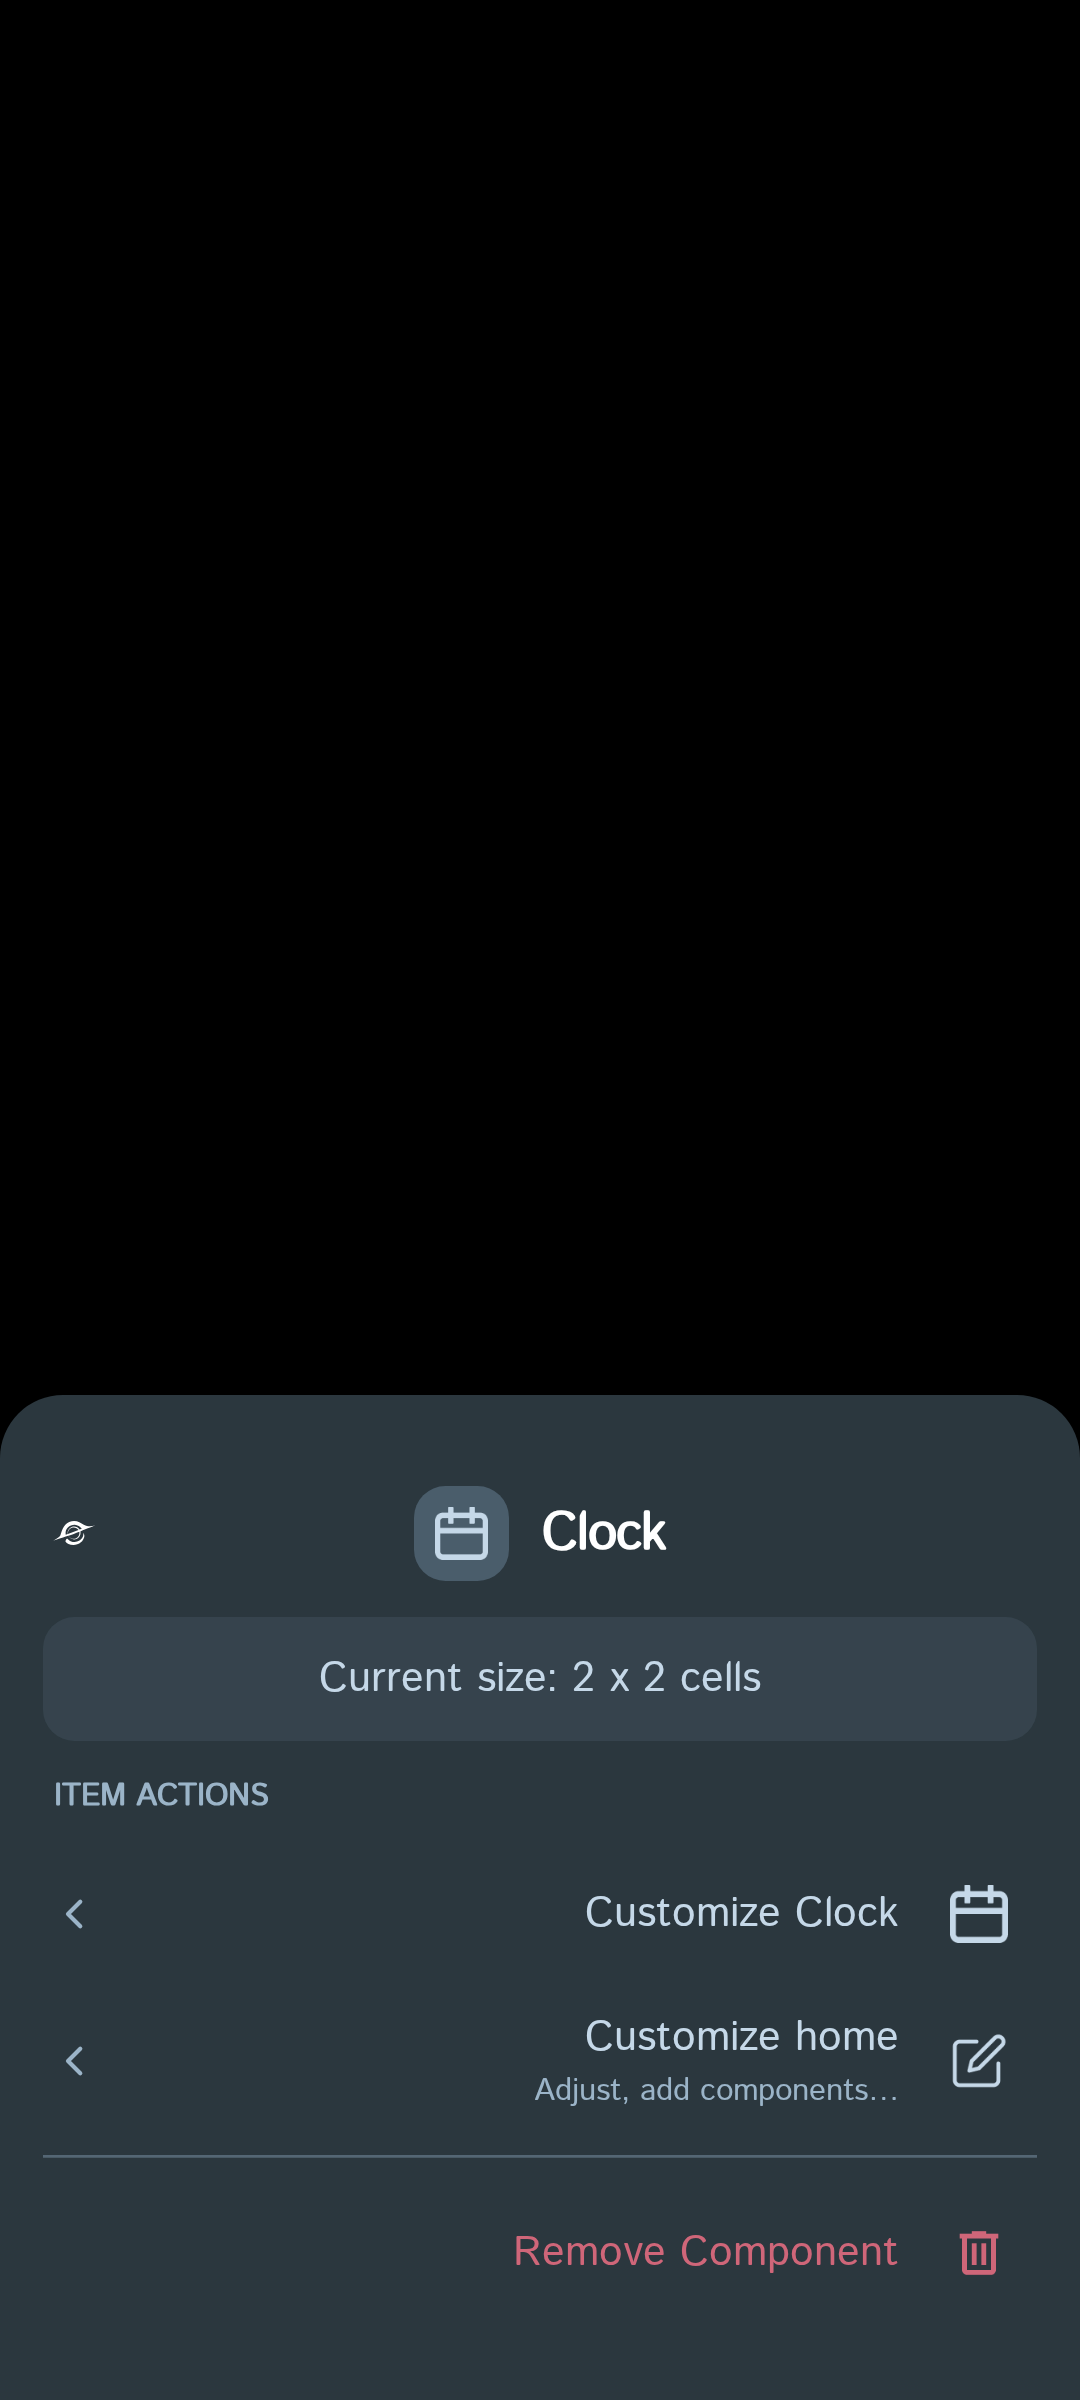 Clock
Current size: 2 x 2 cells
ITEM ACTIONS
Customize Clock
Customize home
Adjust, add components...
Remove Component